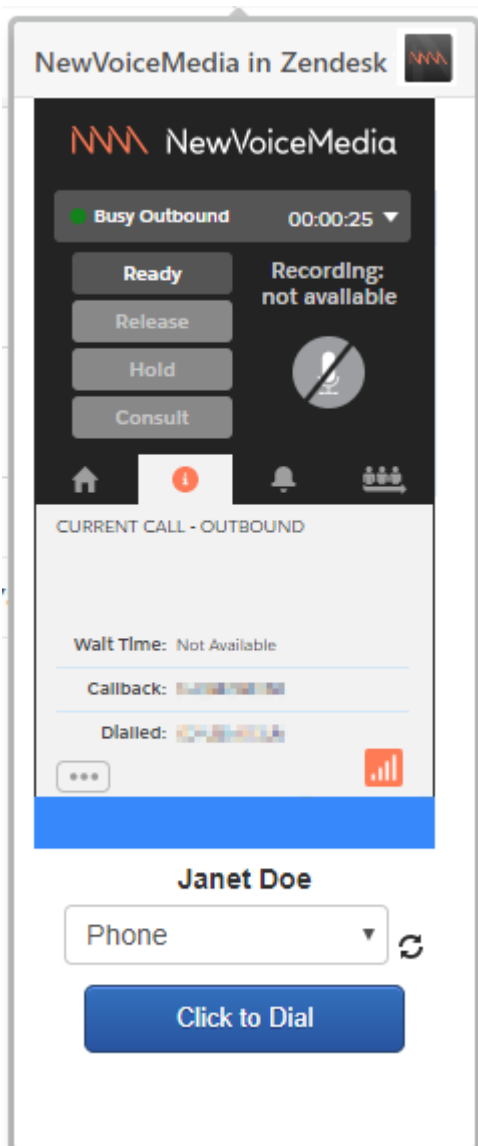 NewVoiceMedia in Zendesk
NewVoiceMedia
Busy Outbound 00:00:25
Ready
Recording:
not available
Release
Hold
Consult
CURRENT CALL - OUTBOUND
Wait Time: Not Available
Callback:
Dialled:
Janet Doe
Phone
Click to Dial